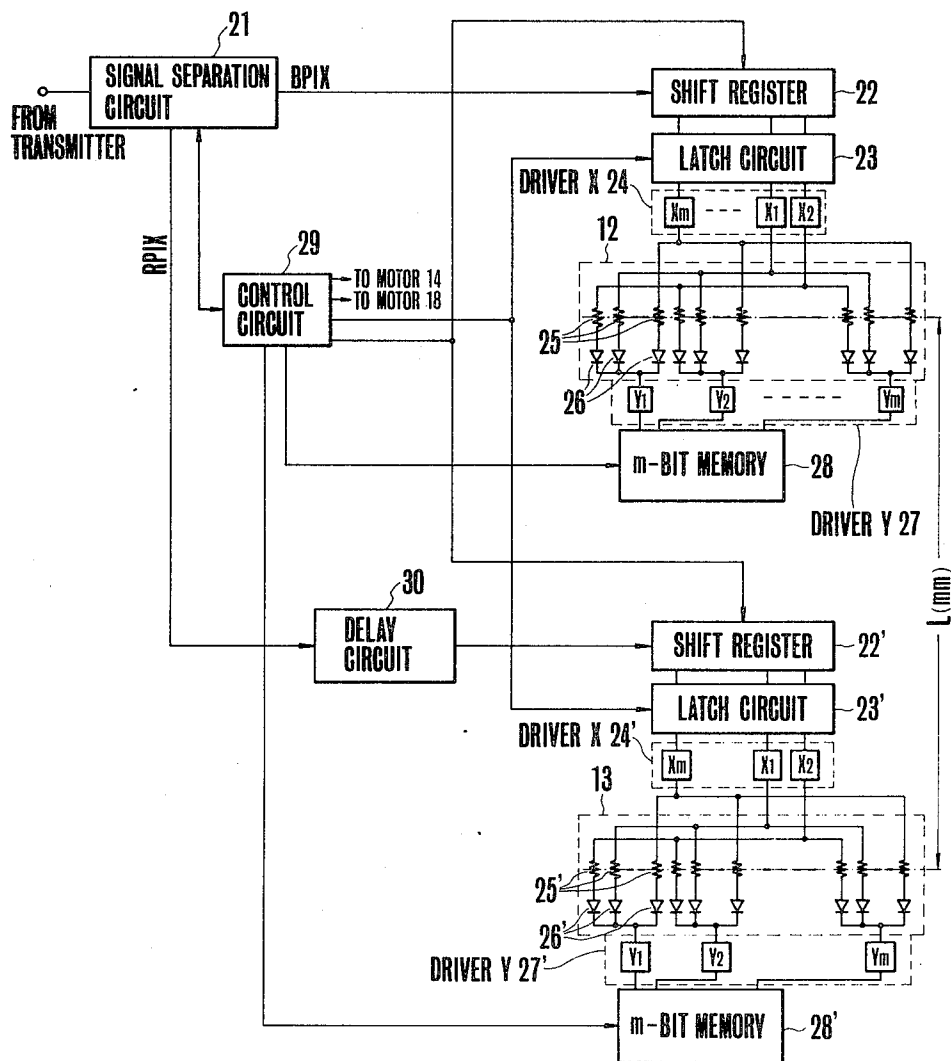 21
SIGNAL SEPARATION
CIRCUIT
BPIX
FROM
TRANSMITTER
SHIFT REGISTER
22
LATCH CIRCUIT
23
DRIVER X 24
Xm
X1
X2
RPIX
29
CONTROL
CIRCUIT
TO MOTOR 14
TO MOTOR 18
12
25
26
Y1
Y2
Ym
m-BIT MEMORY
28
DRIVER Y 27
L(mm)
30
DELAY
CIRCUIT
SHIFT REGISTER
22'
LATCH CIRCUIT
23'
DRIVER X 24'
Xm
X1
X2
13
25'
26'
DRIVER Y 27'
Y1
Y2
Ym
m-BIT MEMORY
28'